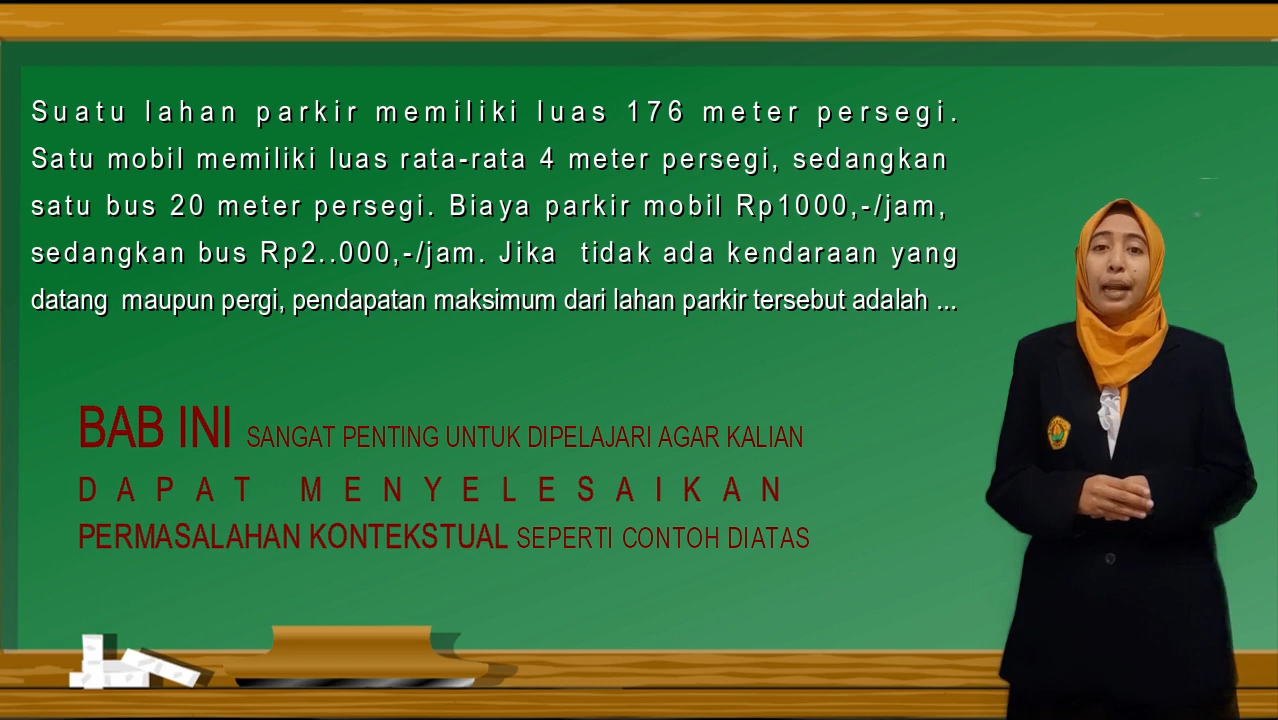 Suatu lahan parkir memiliki luas 176 meter persegi.
Satu mobil memiliki luas rata-rata 4 meter persegi, sedangkan
satu bus 20 meter persegi. Biaya parkir mobil Rp1000,-/jam,
sedangkan bus Rp2..000,-/jam. Jika tidak ada kendaraan yang
datang maupun pergi, pendapatan maksimum dari lahan parkir tersebut adalah ...
BAB INI SANGAT PENTING UNTUK DIPELAJARI AGAR KALIAN
DAPAT MENYELESAIKAN
PERMASALAHAN KONTEKSTUAL SEPERTI CONTOH DIATAS